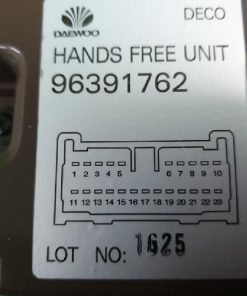 DAEWOO DECO
HANDS FREE UNIT
96391762
1 2 3 4 5 6 7 8 9 10
11 12 13 14 15 16 17 18 19 20 21 22 23
LOT NO: 1625